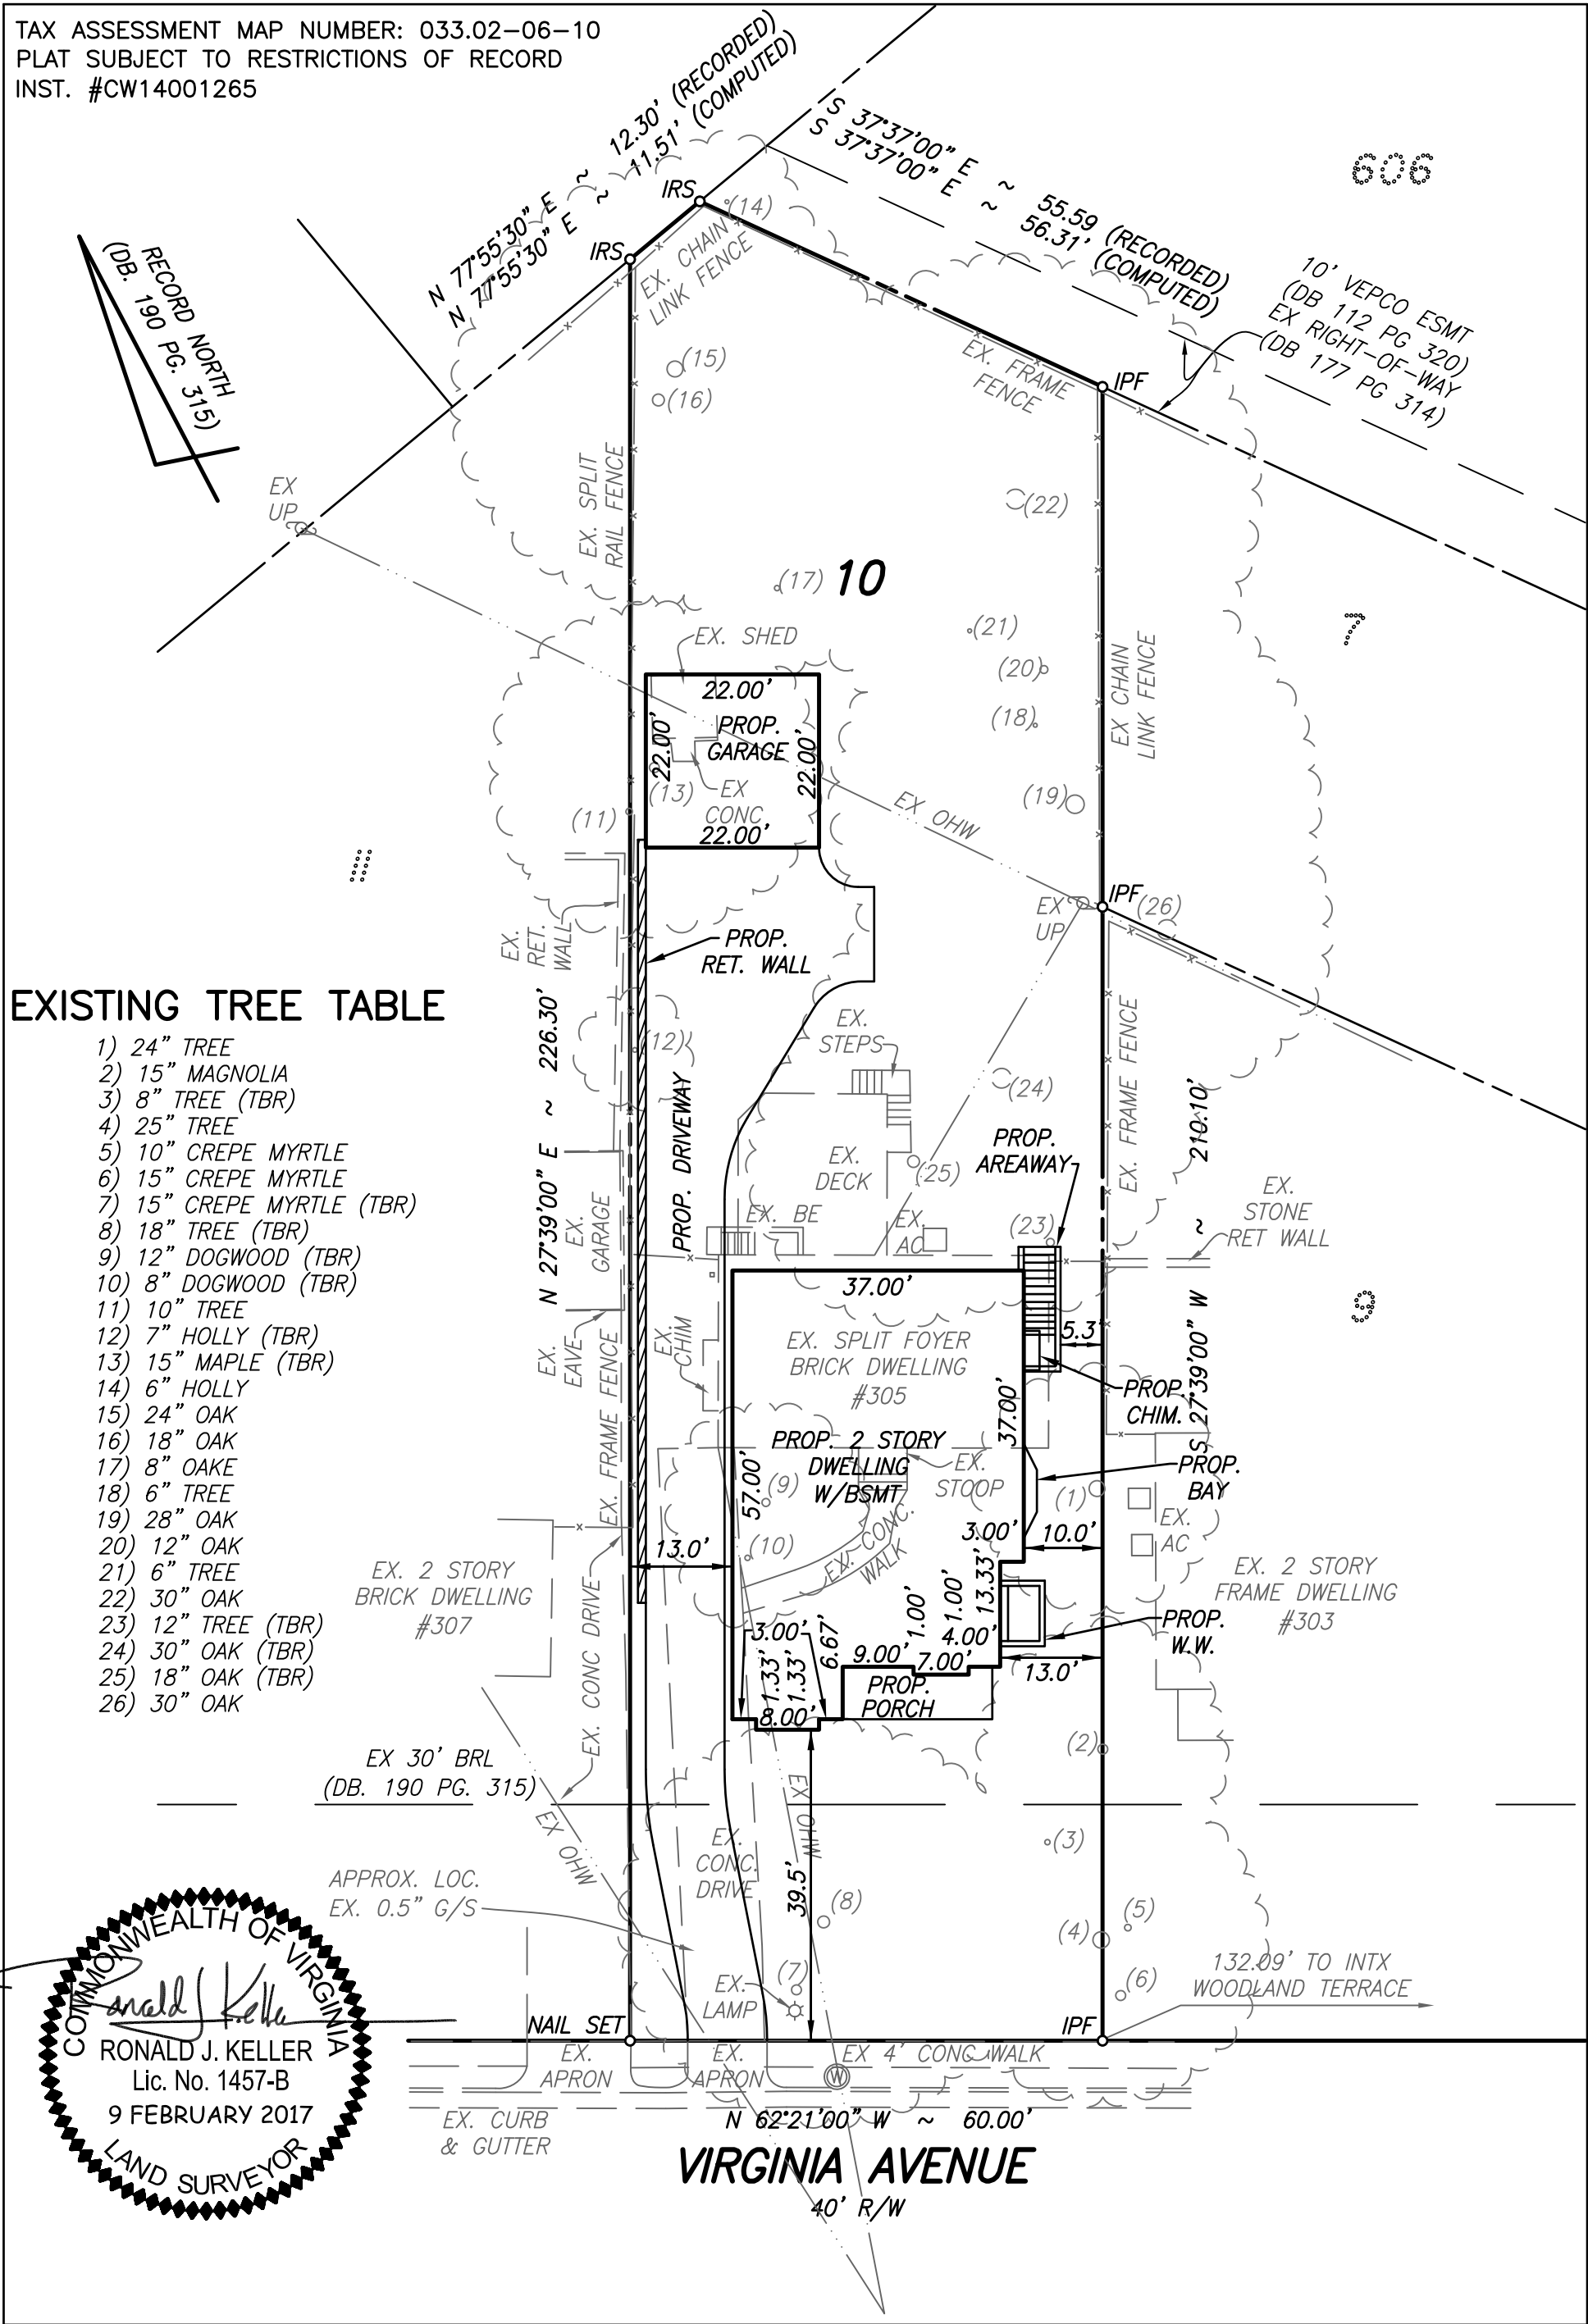 TAX ASSESSMENT MAP NUMBER: 033.02-06-10
PLAT SUBJECT TO RESTRICTIONS OF RECORD
INST. #CW14001265
N 77°55'30" E ~ 12.30' (RECORDED)
N 77°55'30" E ~ 11.51' (COMPUTED)
S 37°37'00" E ~ 55.59 (RECORDED)
S 37°37'00" E ~ 56.31' (COMPUTED)
606
RECORD NORTH
(DB. 190 PG. 315)
IRS
IRS
(14)
EX. CHAIN
LINK FENCE
10' VEPCO ESMT
(DB 112 PG 320)
EX RIGHT-OF-WAY
(DB 177 PG 314)
EX. FRAME
FENCE
IPF
(15)
(16)
EX. SPLIT
RAIL FENCE
EX
UP
(22)
(17)
10
(21)
(20)
(18)
7
EX CHAIN
LINK FENCE
EX. SHED
22.00'
22.00'
PROP.
GARAGE
22.00'
(13)
EX
CONC
22.00'
(11)
(19)
EX OHW
11
EX.
RET.
WALL
EX
UP
IPF
(26)
PROP.
RET. WALL
EXISTING TREE TABLE
1) 24" TREE
2) 15" MAGNOLIA
3) 8" TREE (TBR)
4) 25" TREE
5) 10" CREPE MYRTLE
6) 15" CREPE MYRTLE
7) 15" CREPE MYRTLE (TBR)
8) 18" TREE (TBR)
9) 12" DOGWOOD (TBR)
10) 8" DOGWOOD (TBR)
11) 10" TREE
12) 7" HOLLY (TBR)
13) 15" MAPLE (TBR)
14) 6" HOLLY
15) 24" OAK
16) 18" OAK
17) 8" OAKE
18) 6" TREE
19) 28" OAK
20) 12" OAK
21) 6" TREE
22) 30" OAK
23) 12" TREE (TBR)
24) 30" OAK (TBR)
25) 18" OAK (TBR)
26) 30" OAK
N 27°39'00" E ~ 226.30'
(12)
PROP. DRIVEWAY
EX.
STEPS
(24)
EX. FRAME FENCE
S 27°39'00" W ~ 210.10'
PROP.
AREAWAY
EX.
DECK
(25)
EX.
GARAGE
EX. BE
EX.
AC
(23)
EX.
STONE
RET WALL
9
EX.
EAVE
EX.
CHIM
EX. FRAME FENCE
37.00'
EX. SPLIT FOYER
BRICK DWELLING
#305
5.3'
37.00'
PROP.
CHIM.
PROP. 2 STORY
DWELLING
W/BSMT
57.00'
(9)
EX.
STOOP
(1)
PROP.
BAY
EX.
AC
EX. CONC.
WALK
3.00'
10.0'
13.0'
(10)
EX. 2 STORY
BRICK DWELLING
#307
EX. 2 STORY
FRAME DWELLING
#303
EX. CONC DRIVE
13.33'
1.00'
1.00'
4.00'
3.00'
6.67'
9.00'
7.00'
PROP.
W.W.
13.0'
1.33'
1.33'
8.00'
PROP.
PORCH
(2)
EX 30' BRL
(DB. 190 PG. 315)
EX OHW
EX OHW
(3)
EX.
CONC.
DRIVE
39.5'
APPROX. LOC.
EX. 0.5" G/S
(8)
(4)
(5)
(6)
132.09' TO INTX
WOODLAND TERRACE
(7)
EX.
LAMP
NAIL SET
IPF
EX.
APRON
EX.
APRON
EX 4' CONC WALK
W
EX. CURB
& GUTTER
N 62°21'00" W ~ 60.00'
VIRGINIA AVENUE
40' R/W
COMMONWEALTH OF VIRGINIA
Ronald J Keller
RONALD J. KELLER
Lic. No. 1457-B
9 FEBRUARY 2017
LAND SURVEYOR